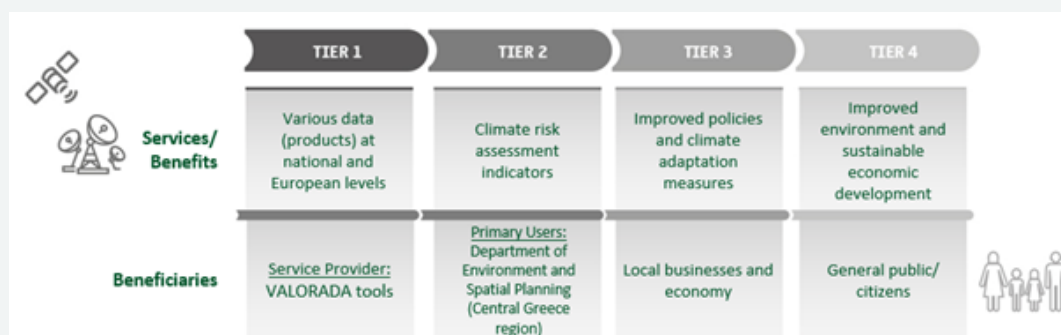 TIER 1
TIER 2
TIER 3
TIER 4
Services/
Benefits
Various data
(products) at
national and
European levels
Climate risk
assessment
indicators
Improved policies
and climate
adaptation
measures
Improved
environment and
sustainable
economic
development
Beneficiaries
Service Provider:
VALORADA tools
Primary Users:
Department of
Environment and
Spatial Planning
(Central Greece
region)
Local businesses and
economy
General public/
citizens